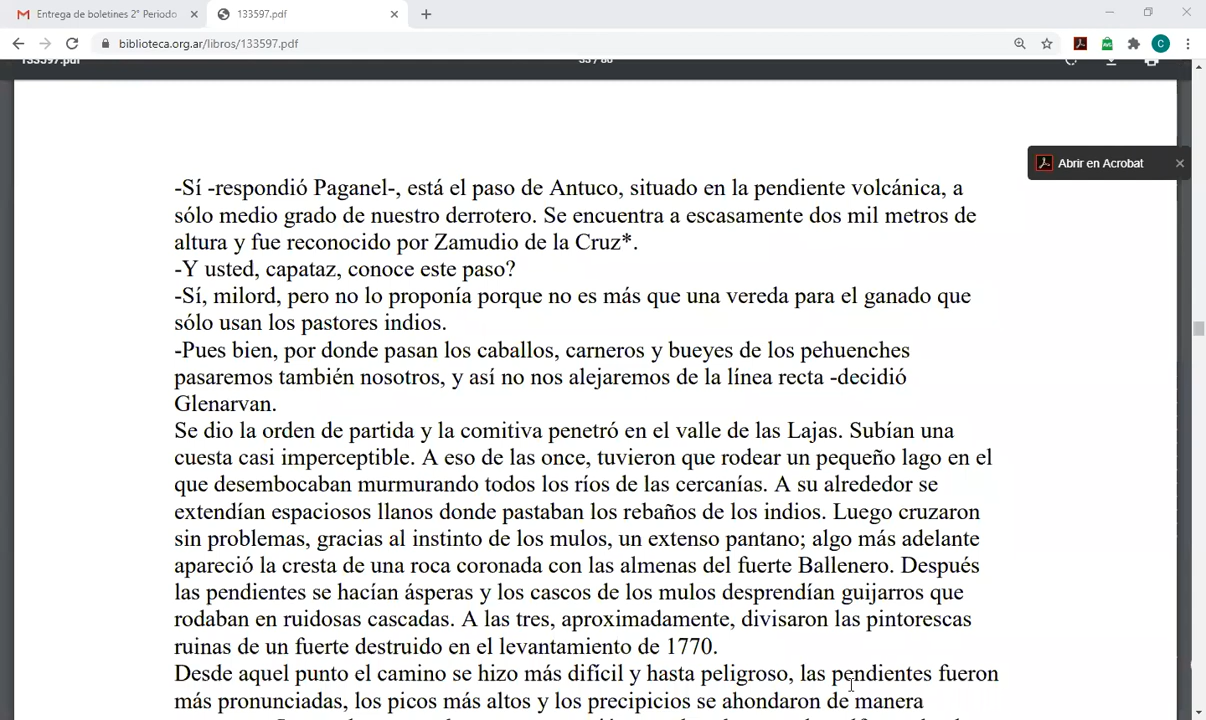 Entrega de boletines 2° Periodo
133597.pdf
biblioteca.org.ar/libros/133597.pdf
C
133597.pdf
Abrir en Acrobat
-Sí -respondió Paganel-, está el paso de Antuco, situado en la pendiente volcánica, a
sólo medio grado de nuestro derrotero. Se encuentra a escasamente dos mil metros de
altura y fue reconocido por Zamudio de la Cruz*.
-Y usted, capataz, conoce este paso?
-Sí, milord, pero no lo proponía porque no es más que una vereda para el ganado que
sólo usan los pastores indios.
-Pues bien, por donde pasan los caballos, carneros y bueyes de los pehuenches
pasaremos también nosotros, y así no nos alejaremos de la línea recta -decidió
Glenarvan.
Se dio la orden de partida y la comitiva penetró en el valle de las Lajas. Subían una
cuesta casi imperceptible. A eso de las once, tuvieron que rodear un pequeño lago en el
que desembocaban murmurando todos los ríos de las cercanías. A su alrededor se
extendían espaciosos llanos donde pastaban los rebaños de los indios. Luego cruzaron
sin problemas, gracias al instinto de los mulos, un extenso pantano; algo más adelante
apareció la cresta de una roca coronada con las almenas del fuerte Ballenero. Después
las pendientes se hacían ásperas y los cascos de los mulos desprendían guijarros que
rodaban en ruidosas cascadas. A las tres, aproximadamente, divisaron las pintorescas
ruinas de un fuerte destruido en el levantamiento de 1770.
Desde aquel punto el camino se hizo más difícil y hasta peligroso, las pendientes fueron
más pronunciadas, los picos más altos y los precipicios se ahondaron de manera